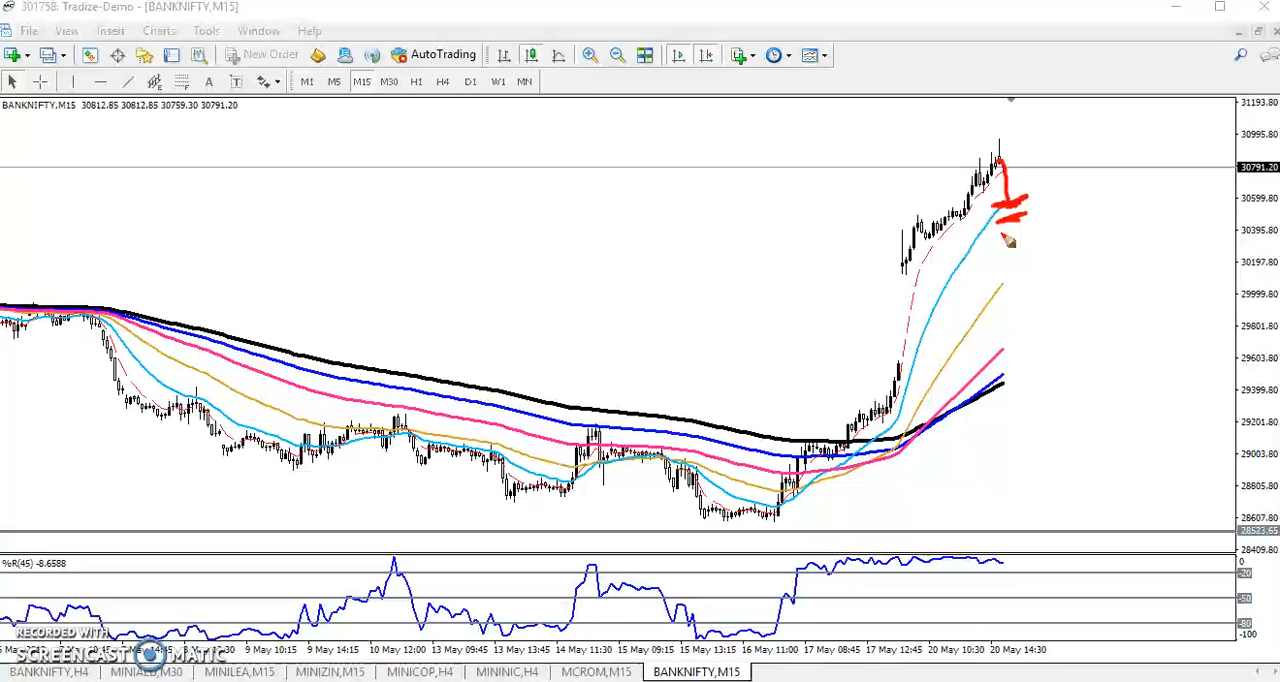 301758: Tradize-Demo - [BANKNIFTY,M15]
File View Insert Charts Tools Window Help
New Order AutoTrading
A T M1 M5 M15 M30 H1 H4 D1 W1 MN
BANKNIFTY,M15 30812.85 30812.85 30759.30 30791.20
31193.80
30995.80
30791.20
30599.80
30395.80
30197.80
29999.80
29801.80
29603.80
29399.80
29201.80
29003.80
28805.80
28607.80
28523.65
28409.80
%R(45) -8.6588
0
-20
-50
-80
-100
RECORDED WITH
SCREENCAST MATIC
9 May 10:15 9 May 14:15 10 May 12:00 13 May 09:45 13 May 13:45 14 May 11:30 15 May 09:15 15 May 13:15 16 May 11:00 17 May 08:45 17 May 12:45 20 May 10:30 20 May 14:30
BANKNIFTY,H4 MINIALU,M30 MINILEA,M15 MINIZIN,M15 MINICOP,H4 MININIC,H4 MCROM,M15 BANKNIFTY,M15